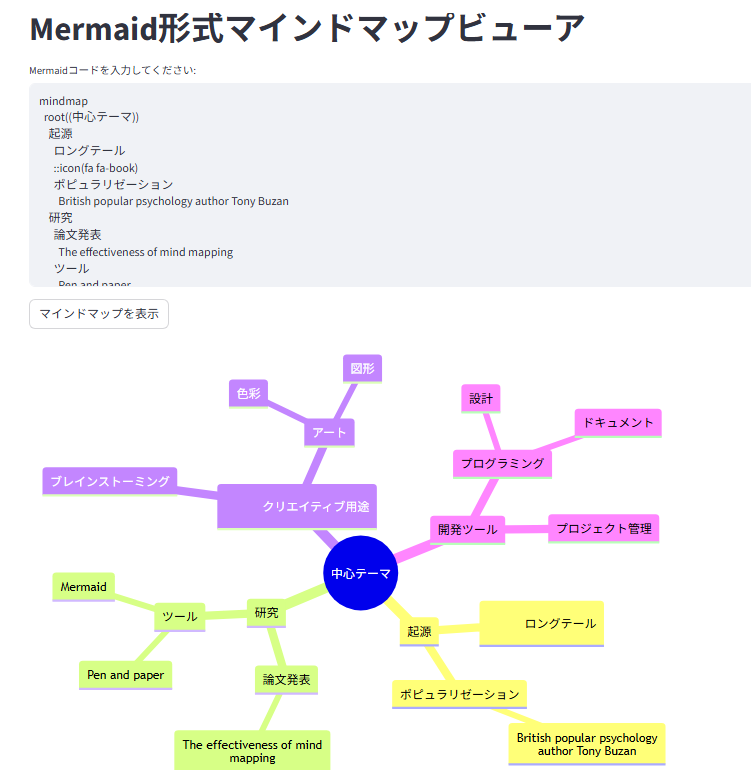 Mermaid形式マインドマップビューア
Mermaidコードを入力してください:
mindmap
root((中心テーマ))
起源
ロングテール
::icon(fa fa-book)
ポピュラリゼーション
British popular psychology author Tony Buzan
研究
論文発表
The effectiveness of mind mapping
ツール
Pen and paper
マインドマップを表示
図形
色彩
設計
ドキュメント
アート
プログラミング
ブレインストーミング
クリエイティブ用途
開発ツール
プロジェクト管理
中心テーマ
Mermaid
ツール
研究
起源
ロングテール
Pen and paper
論文発表
ポピュラリゼーション
The effectiveness of mind
mapping
British popular psychology
author Tony Buzan